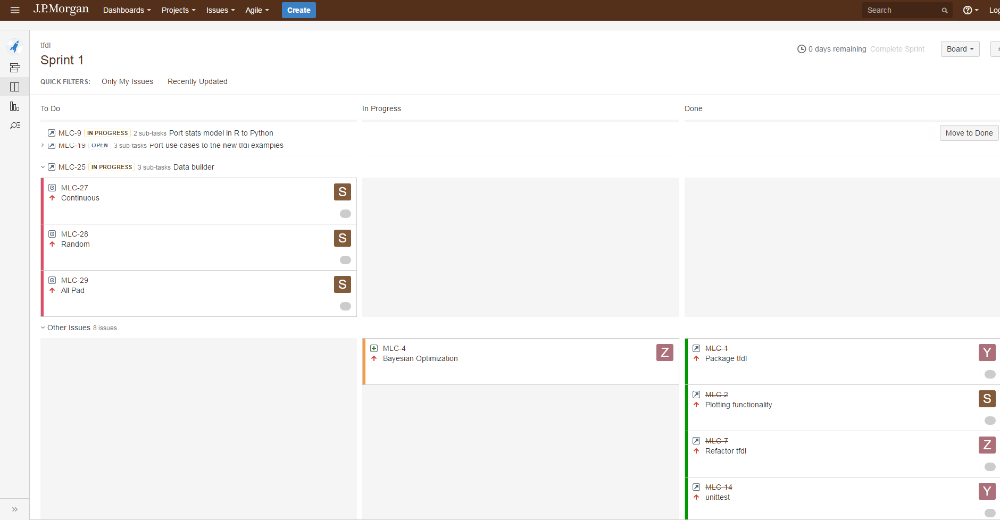 J.P.Morgan Dashboards Projects Issues Agile Create Search ? Log
tfdl
Sprint 1
0 days remaining Complete Sprint Board
QUICK FILTERS: Only My Issues Recently Updated
To Do In Progress Done
MLC-9 IN PROGRESS 2 sub-tasks Port stats model in R to Python Move to Done
MLC-19 OPEN 3 sub-tasks Port use cases to the new tfdl examples
MLC-25 IN PROGRESS 3 sub-tasks Data builder
MLC-27 S
Continuous
MLC-28 S
Random
MLC-29 S
All Pad
Other Issues 8 issues
MLC-4 Z
Bayesian Optimization
MLC-1 Y
Package tfdl
MLC-2 S
Plotting functionality
MLC-7 Z
Refactor tfdl
MLC-14 Y
unittest